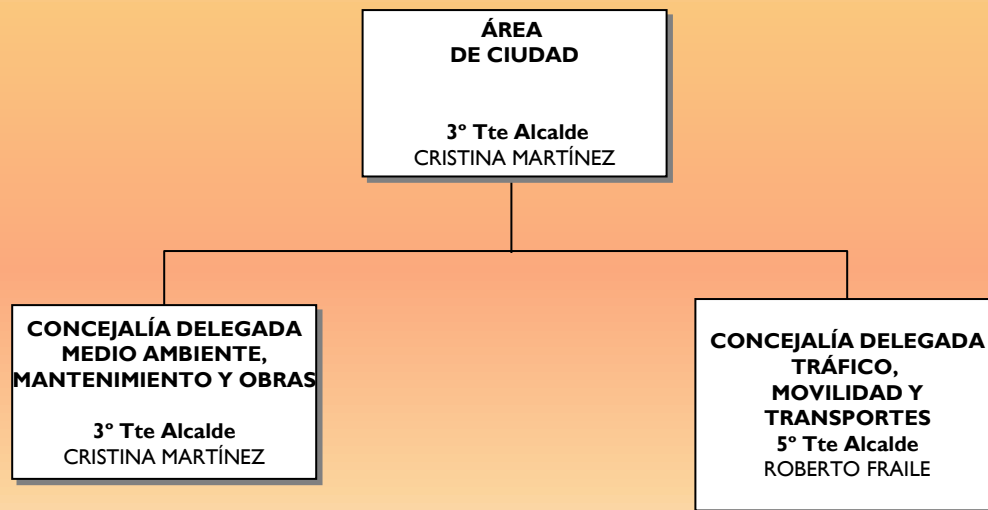 ÁREA
DE CIUDAD
3º Tte Alcalde
CRISTINA MARTÍNEZ
CONCEJALÍA DELEGADA
MEDIO AMBIENTE,
MANTENIMIENTO Y OBRAS
3º Tte Alcalde
CRISTINA MARTÍNEZ
CONCEJALÍA DELEGADA
TRÁFICO,
MOVILIDAD Y
TRANSPORTES
5º Tte Alcalde
ROBERTO FRAILE